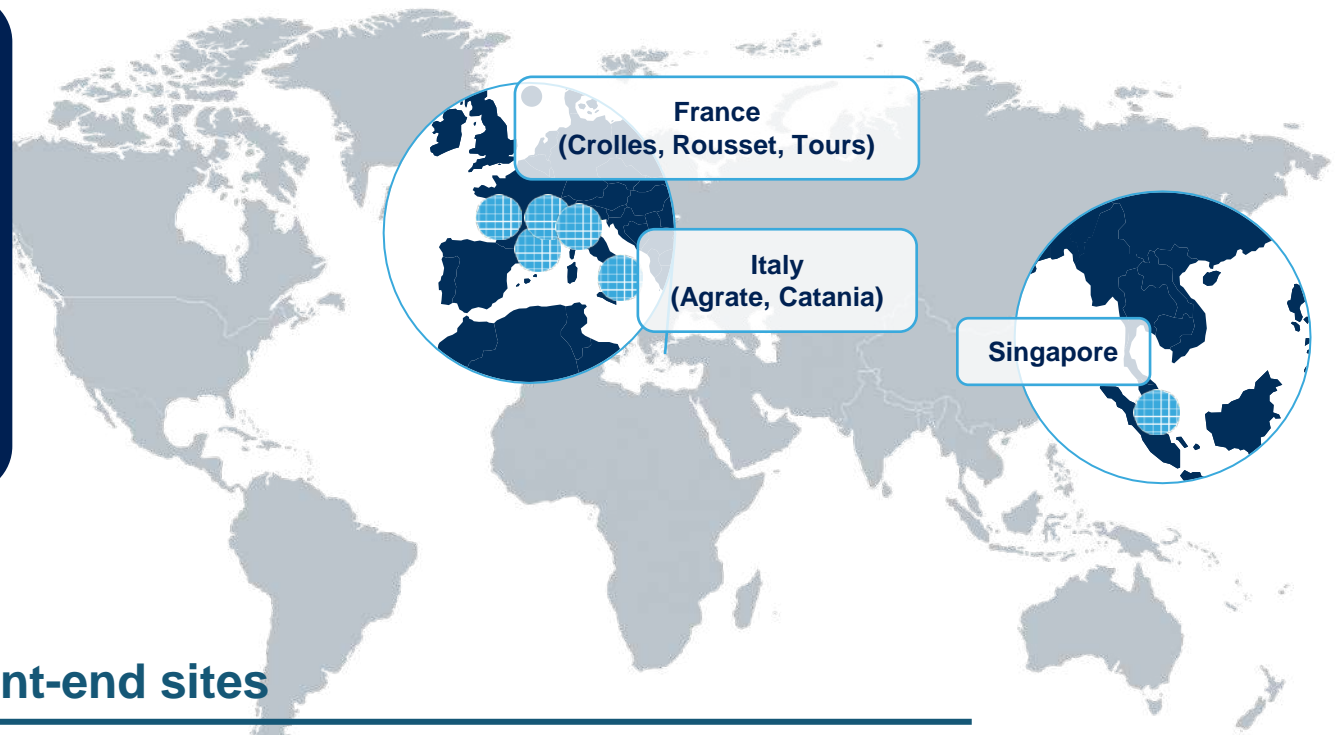 France
(Crolles, Rousset, Tours)
Italy
(Agrate, Catania)
Singapore
nt-end sites